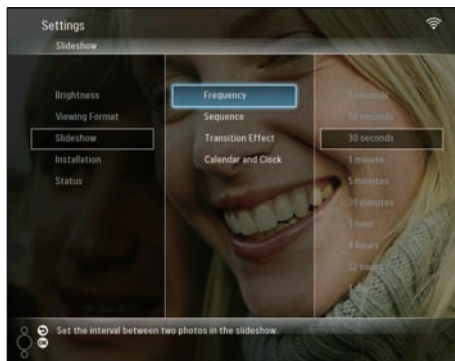 Settings
Slideshow
Brightness
Viewing Format
Slideshow
Installation
Status
Frequency
Sequence
Transition Effect
Calendar and Clock
5 seconds
10 seconds
30 seconds
1 minute
5 minutes
30 minutes
1 hour
4 hours
12 hours
OK
Set the interval between two photos in the slideshow.